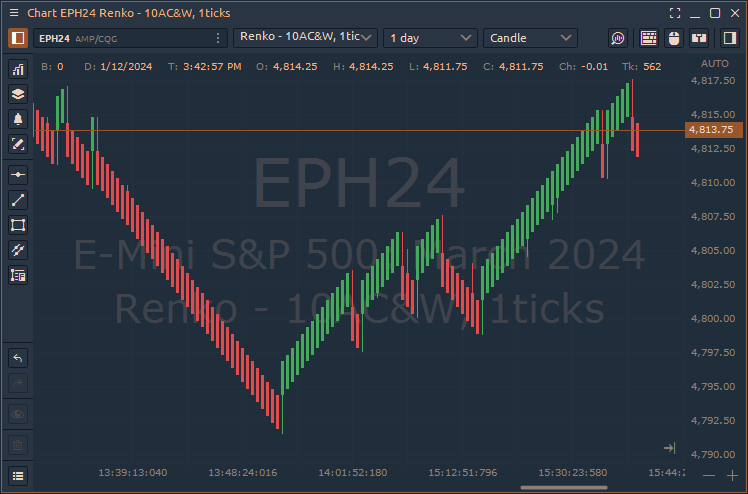 Chart EPH24 Renko - 10AC&W, 1ticks
EPH24 AMP/CQG
Renko - 10AC&W, 1tic
1 day
Candle
B: 0 D: 1/12/2024 T: 3:42:57 PM O: 4,814.25 H: 4,814.25 L: 4,811.75 C: 4,811.75 Ch: -0.01 Tk: 562
AUTO
4,817.50
4,815.00
4,813.75
4,812.50
4,810.00
4,807.50
4,805.00
4,802.50
4,800.00
4,797.50
4,795.00
4,792.50
4,790.00
EPH24
E-Mini S&P 500, March 2024
Renko - 10AC&W, 1ticks
13:39:13:040 13:48:24:016 14:01:52:180 15:12:51:796 15:30:23:580 15:44: